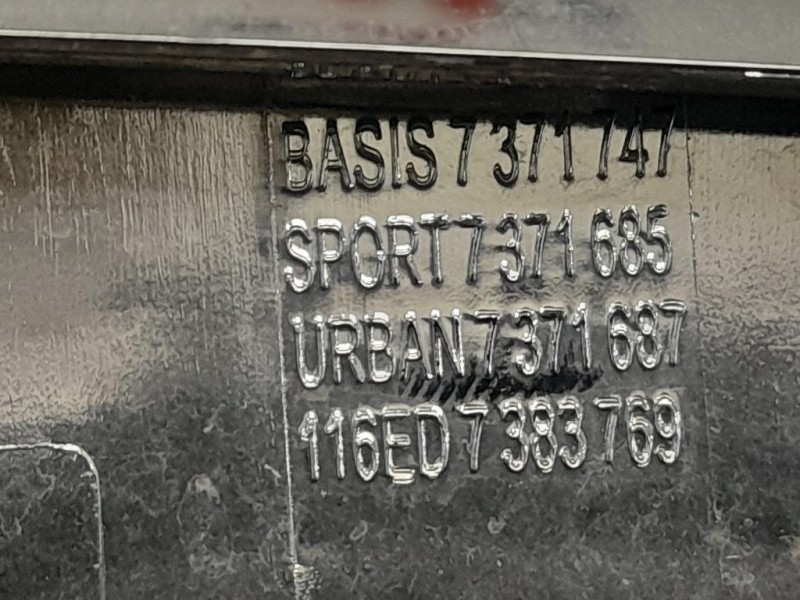 BASIS 7 371 747
SPORT 7 371 685
URBAN 7 371 687
116ED 7 383 769